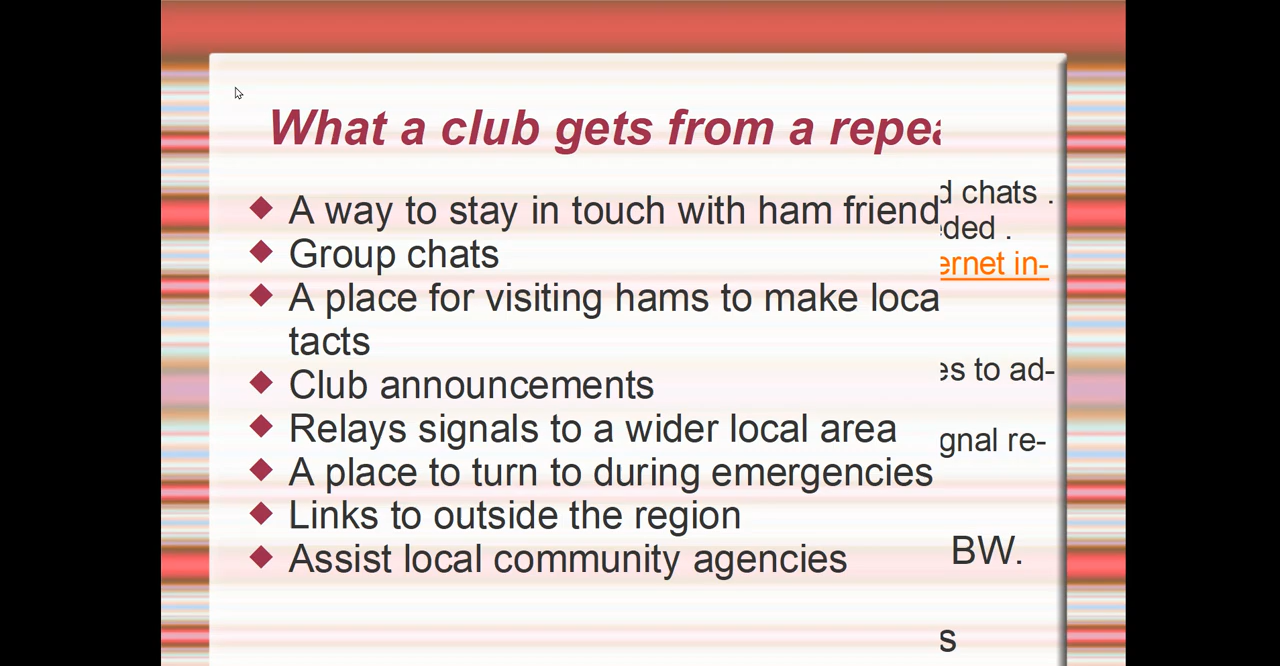 What a club gets from a
A way to stay in touch with ham friend
Group chats
A place for visiting hams to make loca
tacts
Club announcements
Relays signals to a wider local area
A place to turn to during emergencies
Links to outside the region
Assist local community agencies
chats .
ernet in-
es to ad-
gnal re-
BW.
s